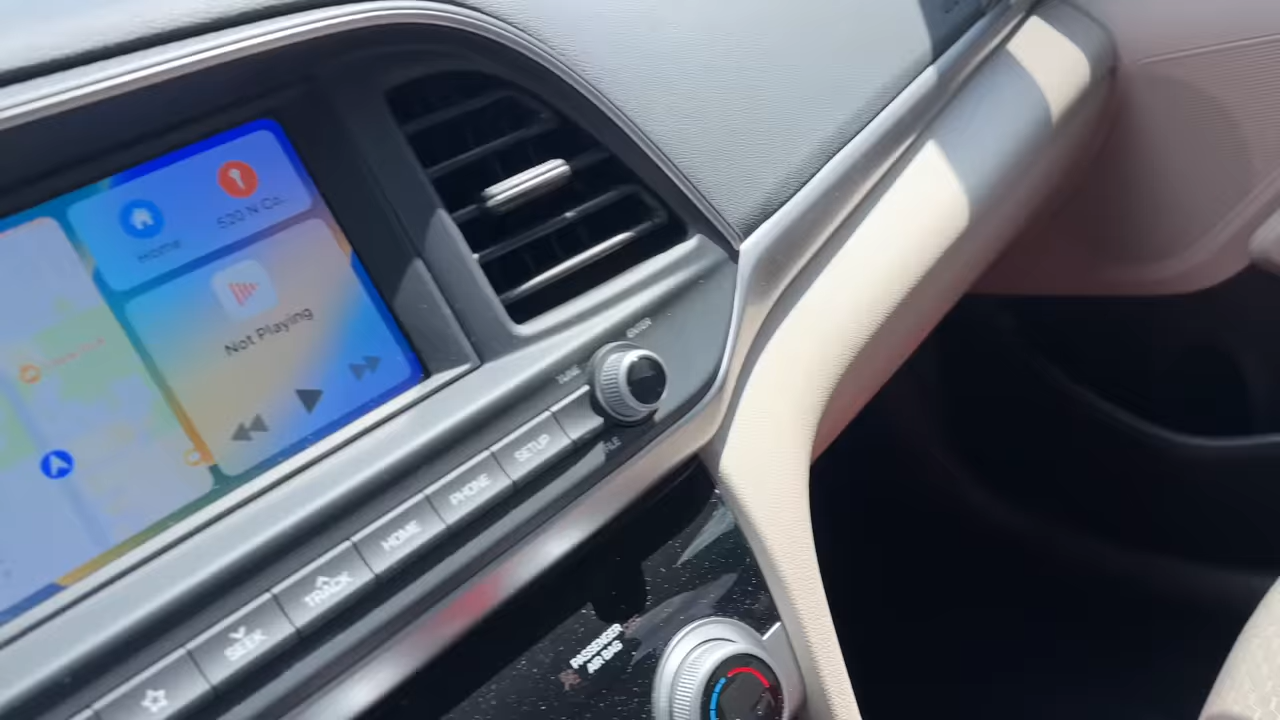 Home
520 N Co...
Not Playing
ENTER
TUNE
FILE
SETUP
PHONE
HOME
TRACK
SEEK
PASSENGER
AIR BAG